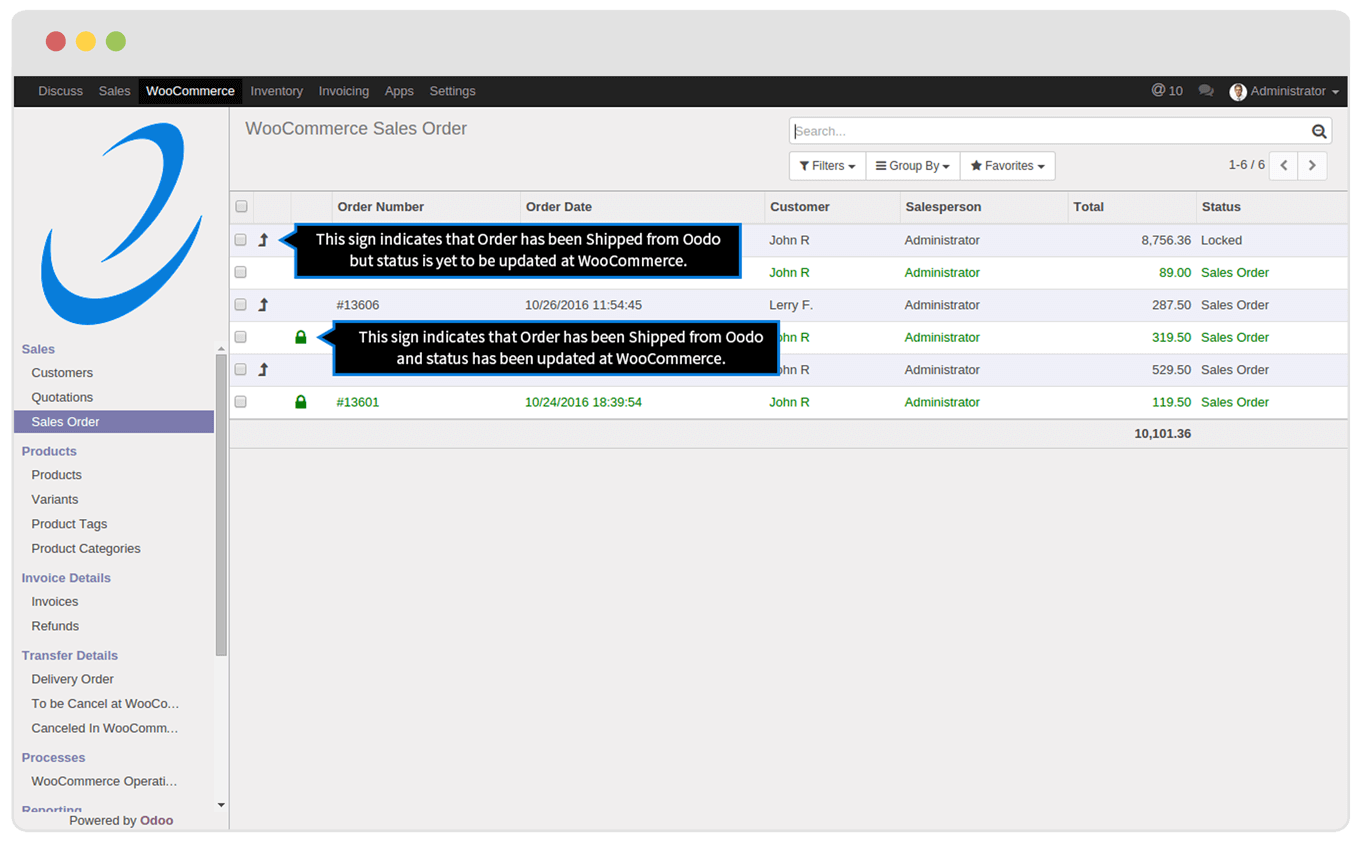 Discuss Sales WooCommerce Inventory Invoicing Apps Settings @ 10 Administrator
WooCommerce Sales Order
Search...
Filters Group By Favorites 1-6 / 6
Order Number Order Date Customer Salesperson Total Status
This sign indicates that Order has been Shipped from Oodo
but status is yet to be updated at WooCommerce.
John R Administrator 8,756.36 Locked
John R Administrator 89.00 Sales Order
#13606 10/26/2016 11:54:45 Lerry F. Administrator 287.50 Sales Order
This sign indicates that Order has been Shipped from Oodo
and status has been updated at WooCommerce.
hn R Administrator 319.50 Sales Order
hn R Administrator 529.50 Sales Order
#13601 10/24/2016 18:39:54 John R Administrator 119.50 Sales Order
10,101.36
Sales
Customers
Quotations
Sales Order
Products
Products
Variants
Product Tags
Product Categories
Invoice Details
Invoices
Refunds
Transfer Details
Delivery Order
To be Cancel at WooCo...
Canceled In WooComm...
Processes
WooCommerce Operati...
Reporting
Powered by Odoo